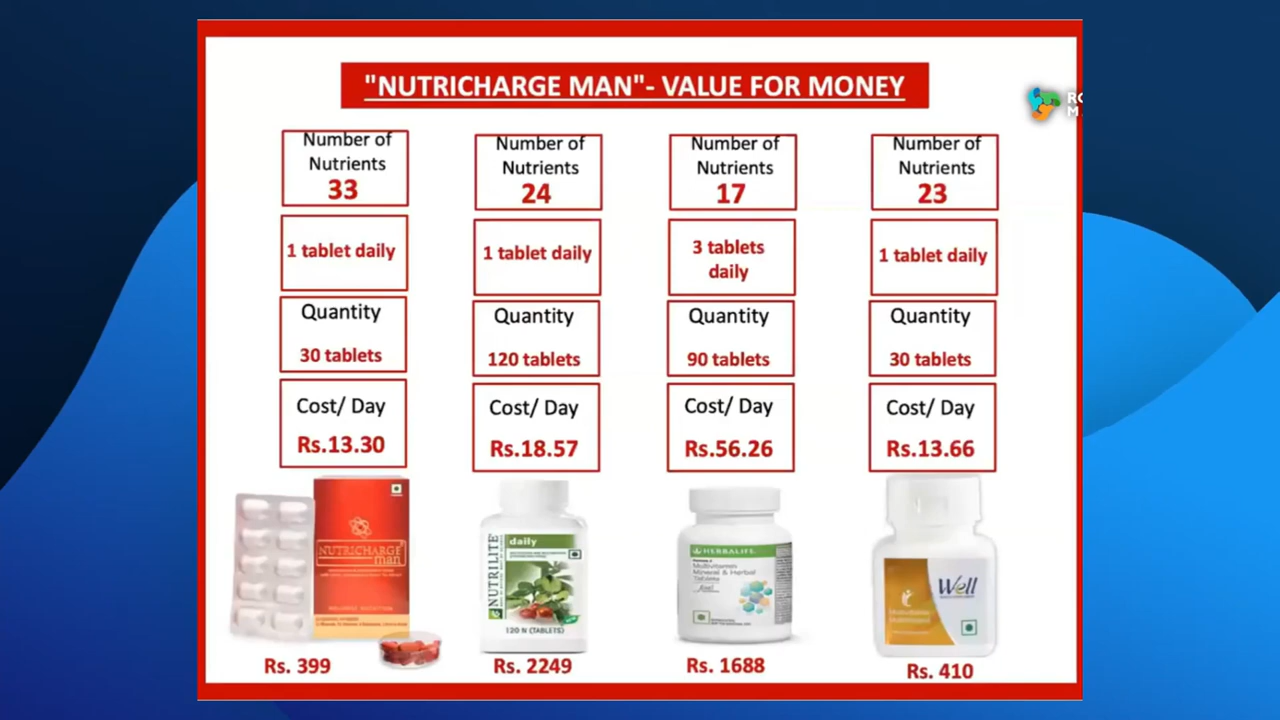 "NUTRICHARGE MAN"- VALUE FOR MONEY
Number of
Nutrients
33
1 tablet daily
Quantity
30 tablets
Cost/ Day
Rs.13.30
NUTRICHARGE
man
Rs. 399
Number of
Nutrients
24
1 tablet daily
Quantity
120 tablets
Cost/ Day
Rs.18.57
NUTRILITE
daily
120 N (TABLETS)
Rs. 2249
Number of
Nutrients
17
3 tablets
daily
Quantity
90 tablets
Cost/ Day
Rs.56.26
HERBALIFE
Multivitamin
Mineral & Herbal
Tablets
Rs. 1688
Number of
Nutrients
23
1 tablet daily
Quantity
30 tablets
Cost/ Day
Rs.13.66
Well
Rs. 410